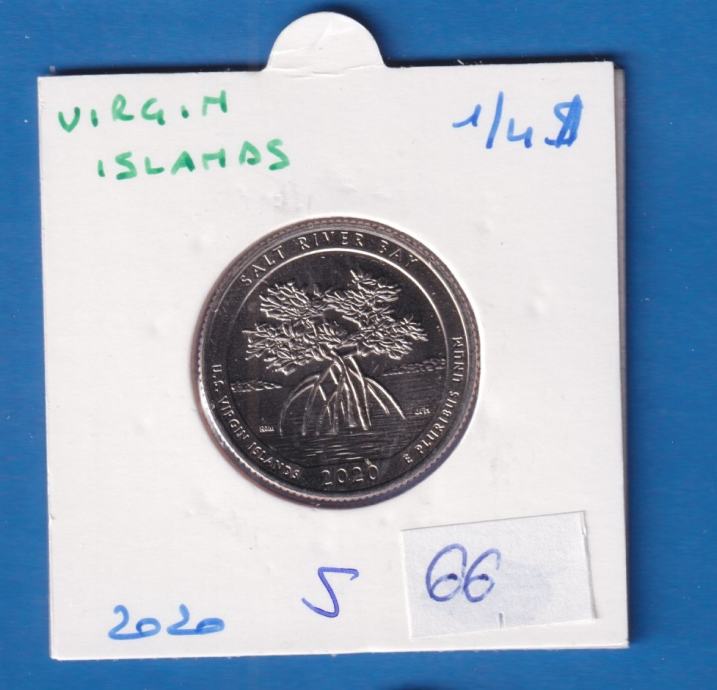 VIRGIN
ISLANDS
1/4 $
SALT RIVER BAY
U.S. VIRGIN ISLANDS
2020
E PLURIBUS UNUM
2020
S
66